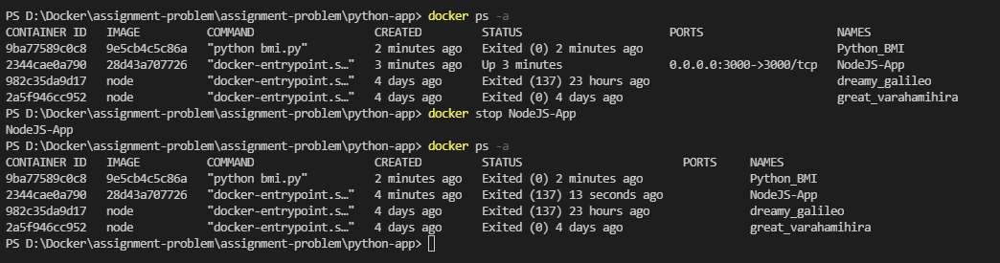 PS D:\Docker\assignment-problem\assignment-problem\python-app> docker ps -a
CONTAINER ID   IMAGE          COMMAND                  CREATED         STATUS                       PORTS                    NAMES
9ba77589c0c8   9e5cb4c5c86a   "python bmi.py"          2 minutes ago   Exited (0) 2 minutes ago                              Python_BMI
2344cae0a790   28d43a707726   "docker-entrypoint.s…"   3 minutes ago   Up 3 minutes                 0.0.0.0:3000->3000/tcp   NodeJS-App
982c35da9d17   node           "docker-entrypoint.s…"   4 days ago      Exited (137) 23 hours ago                             dreamy_galileo
2a5f946cc952   node           "docker-entrypoint.s…"   4 days ago      Exited (0) 4 days ago                                 great_varahamihira
PS D:\Docker\assignment-problem\assignment-problem\python-app> docker stop NodeJS-App
NodeJS-App
PS D:\Docker\assignment-problem\assignment-problem\python-app> docker ps -a
CONTAINER ID   IMAGE          COMMAND                  CREATED         STATUS                        PORTS     NAMES
9ba77589c0c8   9e5cb4c5c86a   "python bmi.py"          2 minutes ago   Exited (0) 2 minutes ago                Python_BMI
2344cae0a790   28d43a707726   "docker-entrypoint.s…"   4 minutes ago   Exited (137) 13 seconds ago             NodeJS-App
982c35da9d17   node           "docker-entrypoint.s…"   4 days ago      Exited (137) 23 hours ago               dreamy_galileo
2a5f946cc952   node           "docker-entrypoint.s…"   4 days ago      Exited (0) 4 days ago                   great_varahamihira
PS D:\Docker\assignment-problem\assignment-problem\python-app>